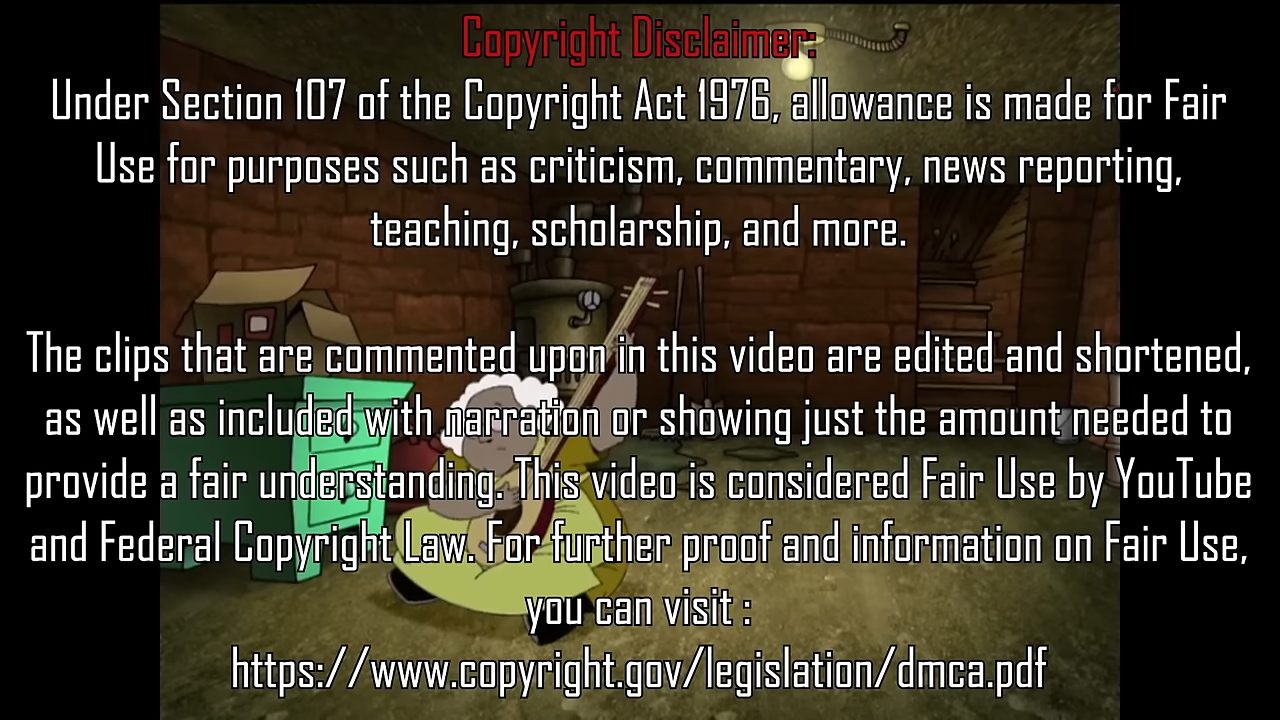 Copyright Disclaimer:
Under Section 107 of the Copyright Act 1976, allowance is made for Fair
Use for purposes such as criticism, commentary, news reporting,
teaching, scholarship, and more.
The clips that are commented upon in this video are edited and shortened,
as well as included with narration or showing just the amount needed to
provide a fair understanding. This video is considered Fair Use by YouTube
and Federal Copyright Law. For further proof and information on Fair Use,
you can visit :
https://www.copyright.gov/legislation/dmca.pdf